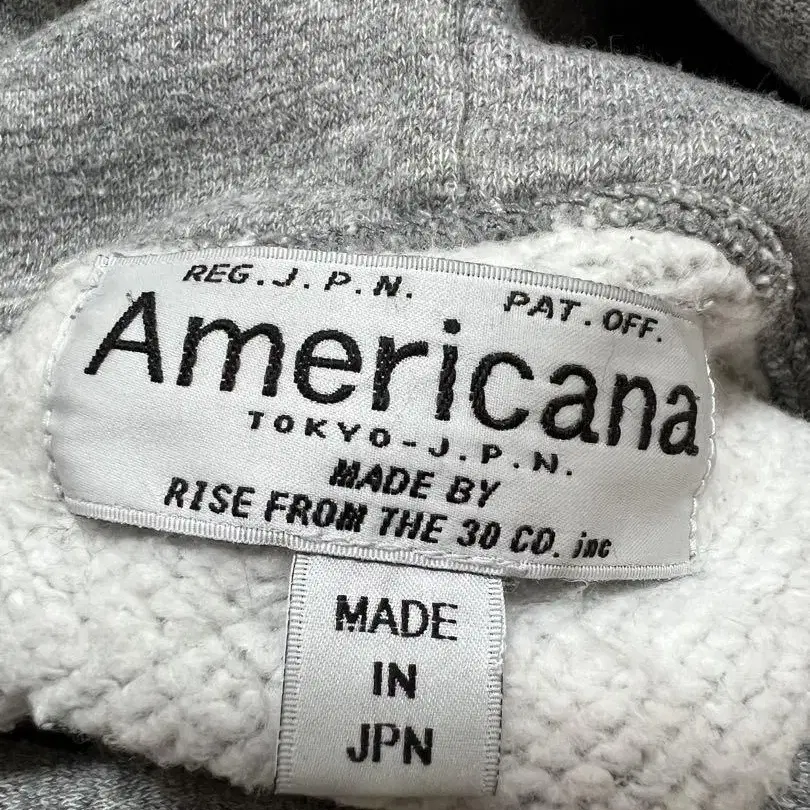 REG.J.P.N. PAT.OFF.
Americana
TOKYO-J.P.N.
MADE BY
RISE FROM THE 30 CO. inc
MADE
IN
JPN